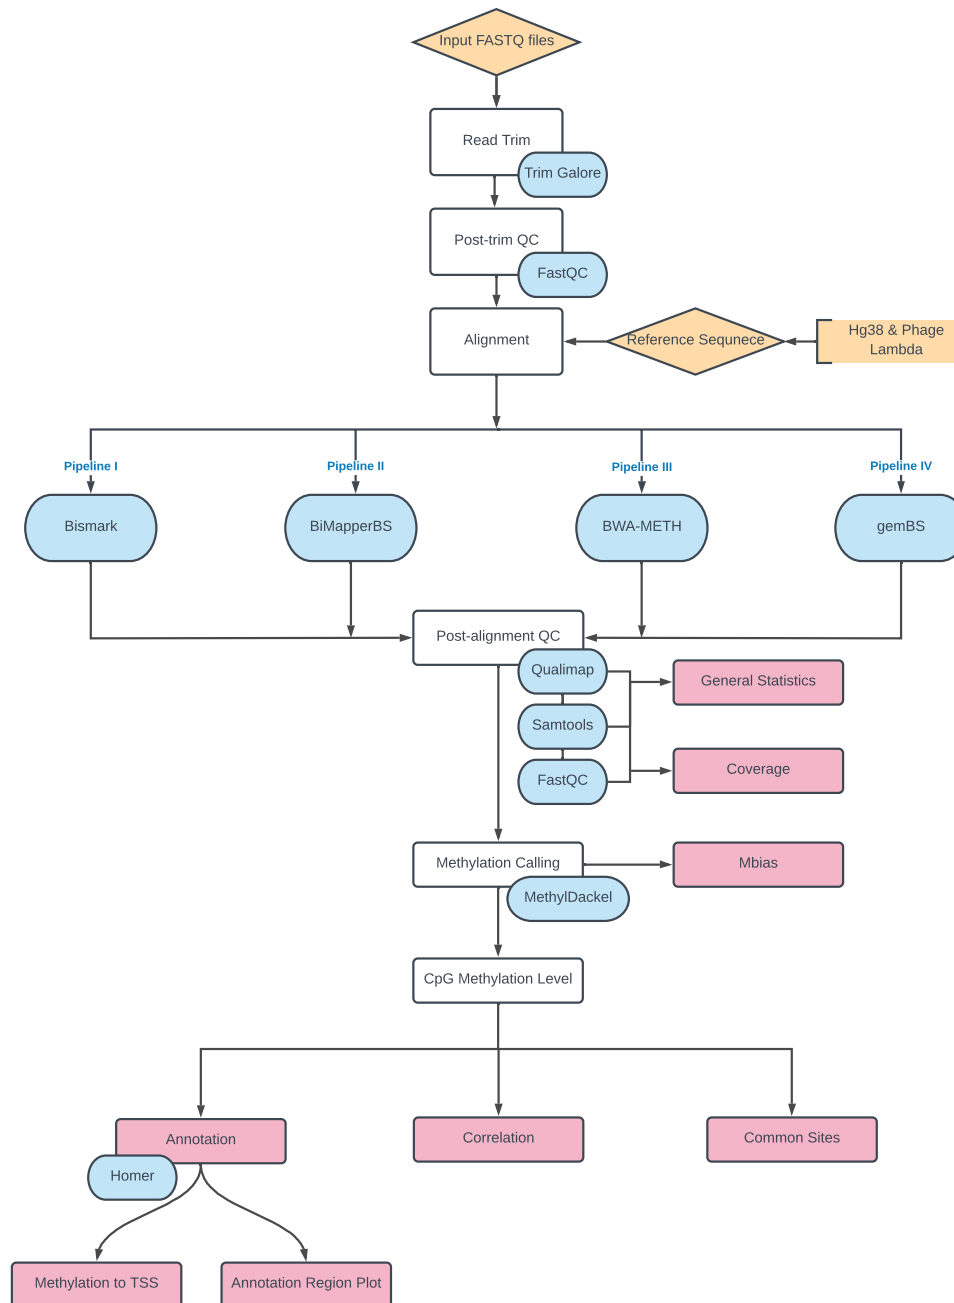 Input FASTQ files
Read Trim
Trim Galore
Post-trim QC
FastQC
Alignment
Reference Sequnece
Hg38 & Phage
Lambda
Pipeline I
Pipeline II
Pipeline III
Pipeline IV
Bismark
BiMapperBS
BWA-METH
gemBS
Post-alignment QC
Qualimap
General Statistics
Samtools
Coverage
FastQC
Methylation Calling
Mbias
MethylDackel
CpG Methylation Level
Annotation
Correlation
Common Sites
Homer
Methylation to TSS
Annotation Region Plot